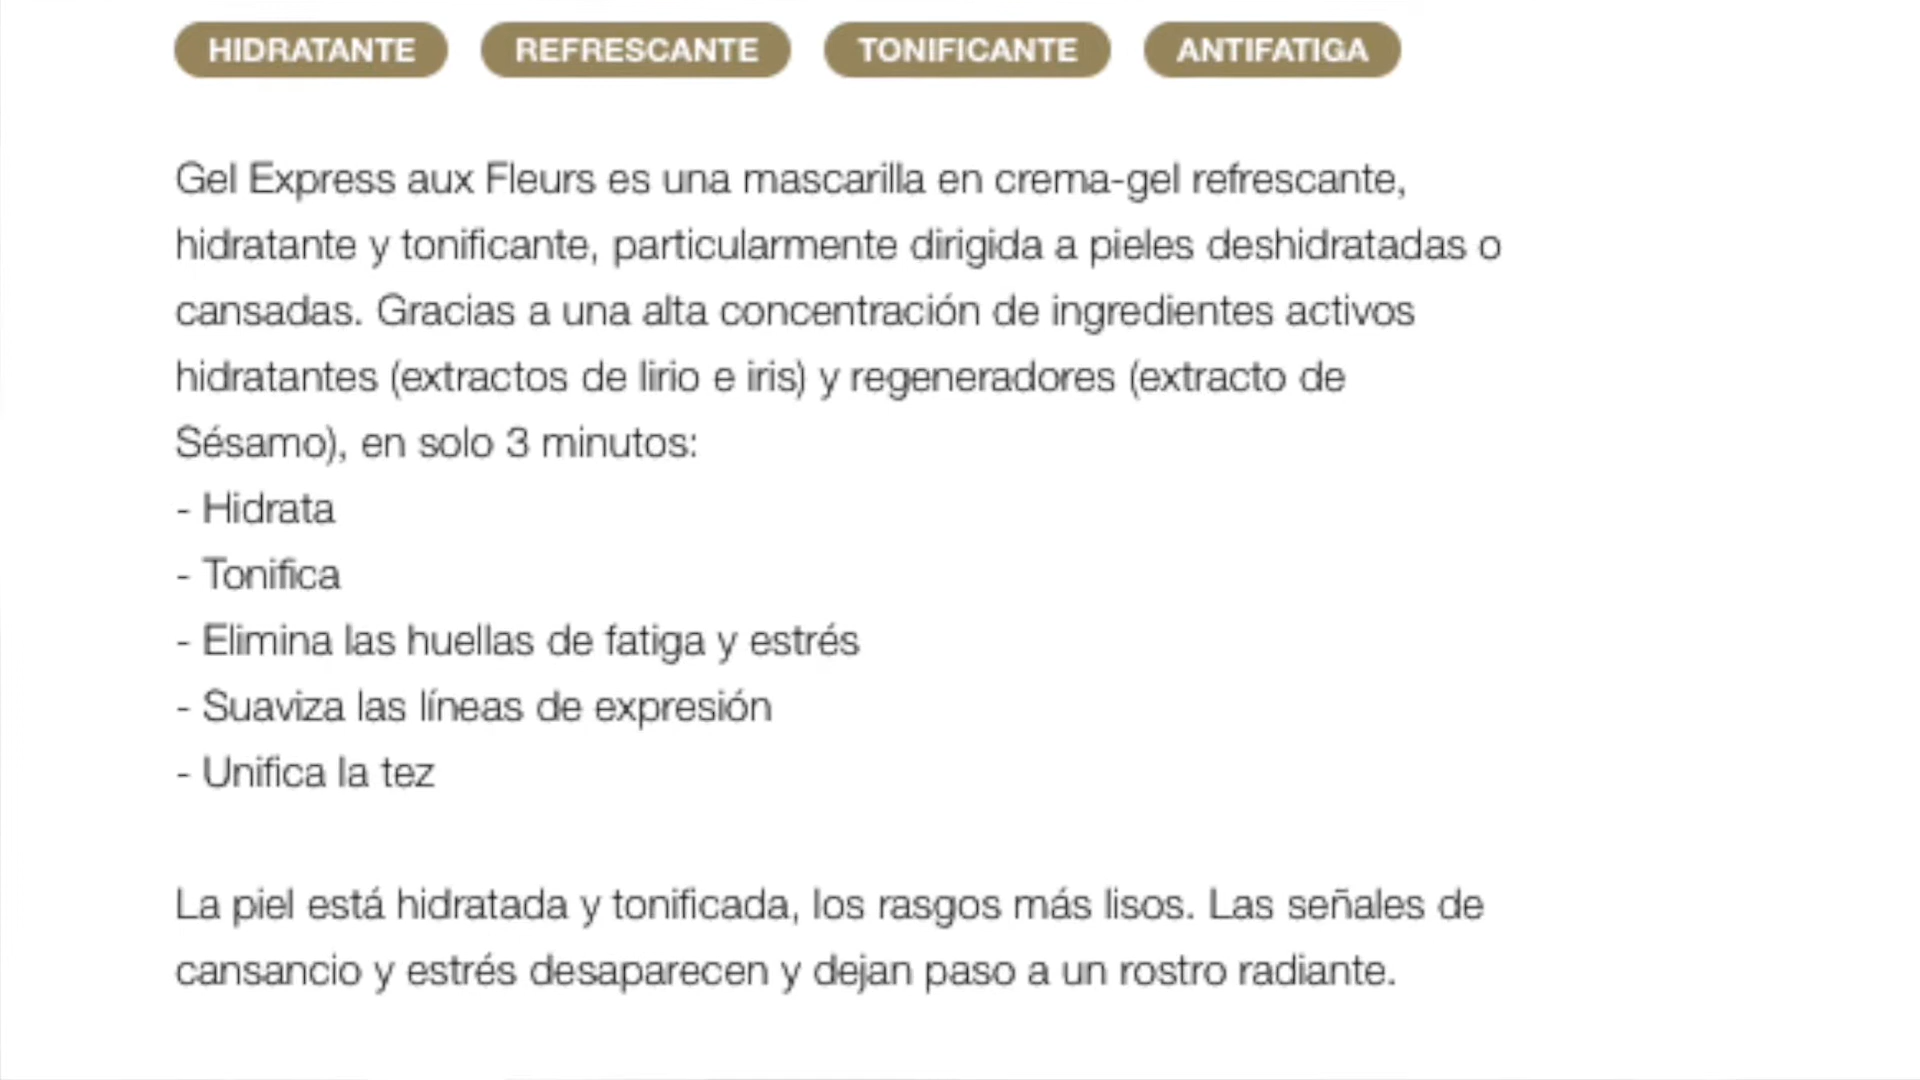 HIDRATANTE REFRESCANTE TONIFICANTE ANTIFATIGA
Gel Express aux Fleurs es una mascarilla en crema-gel refrescante,
hidratante y tonificante, particularmente dirigida a pieles deshidratadas o
cansadas. Gracias a una alta concentración de ingredientes activos
hidratantes (extractos de lirio e iris) y regeneradores (extracto de
Sésamo), en solo 3 minutos:
- Hidrata
- Tonifica
- Elimina las huellas de fatiga y estrés
- Suaviza las líneas de expresión
- Unifica la tez
La piel está hidratada y tonificada, los rasgos más lisos. Las señales de
cansancio y estrés desaparecen y dejan paso a un rostro radiante.